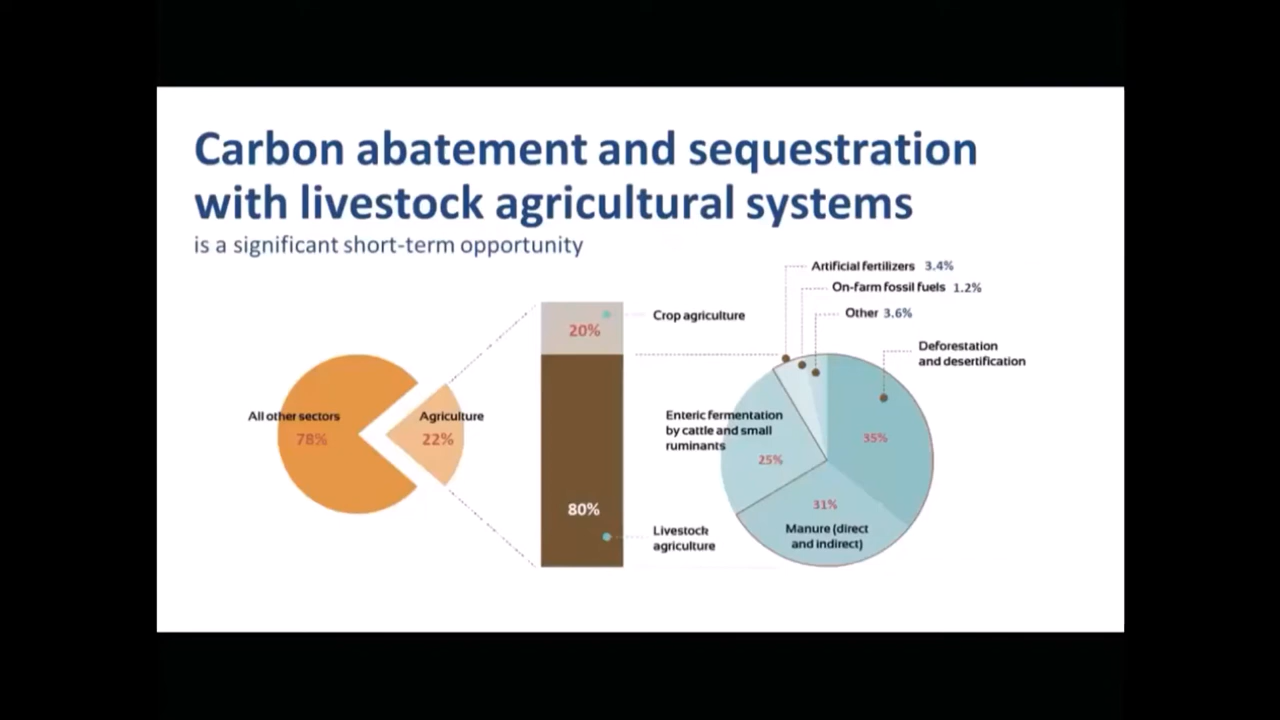 Carbon abatement and sequestration
with livestock agricultural systems
is a significant short-term opportunity
All other sectors
78%
Agriculture
22%
20%
Crop agriculture
80%
Livestock
agriculture
Artificial fertilizers 3.4%
On-farm fossil fuels 1.2%
Other 3.6%
Deforestation
and desertification
35%
Enteric fermentation
by cattle and small
ruminants
25%
31%
Manure (direct
and indirect)